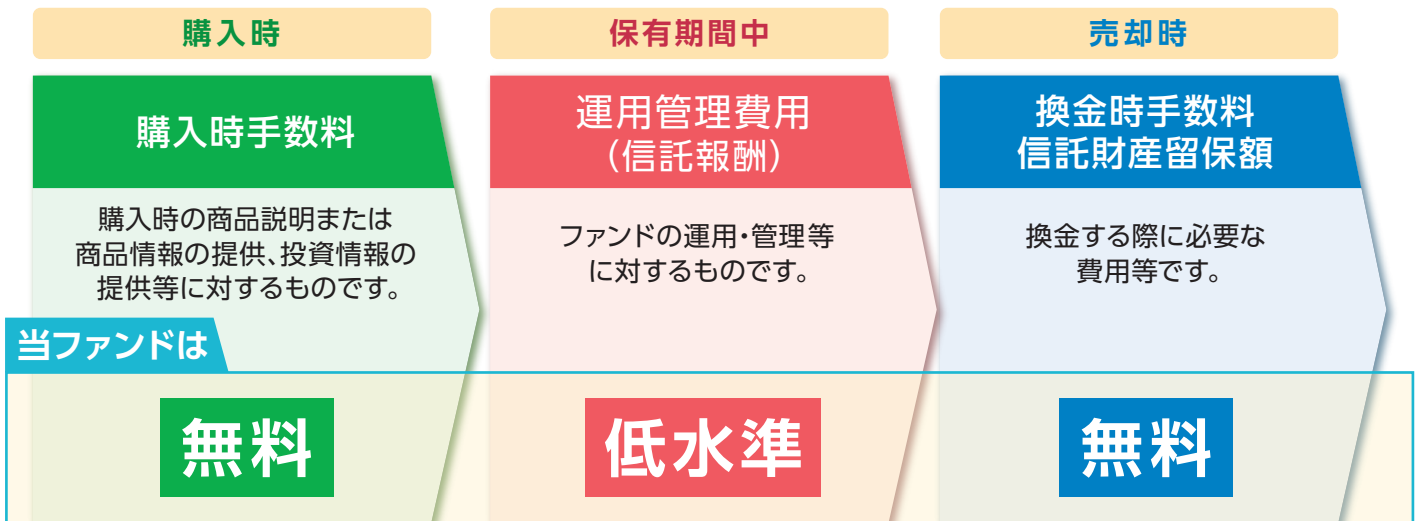 購入時
購入時手数料
購入時の商品説明または
商品情報の提供、投資情報の
提供等に対するものです。
保有期間中
運用管理費用
(信託報酬)
ファンドの運用・管理等
に対するものです。
売却時
換金時手数料
信託財産留保額
換金する際に必要な
費用等です。
当ファンドは
無料
低水準
無料